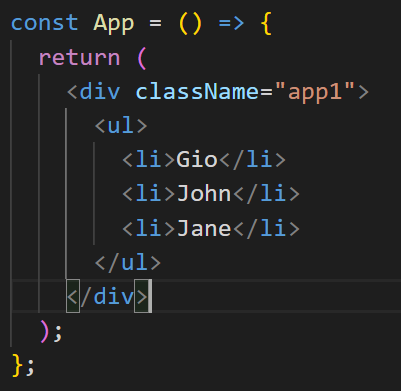 const App = () => {
  return (
    <div className="app1">
      <ul>
        <li>Gio</li>
        <li>John</li>
        <li>Jane</li>
      </ul>
    </div>
  );
};